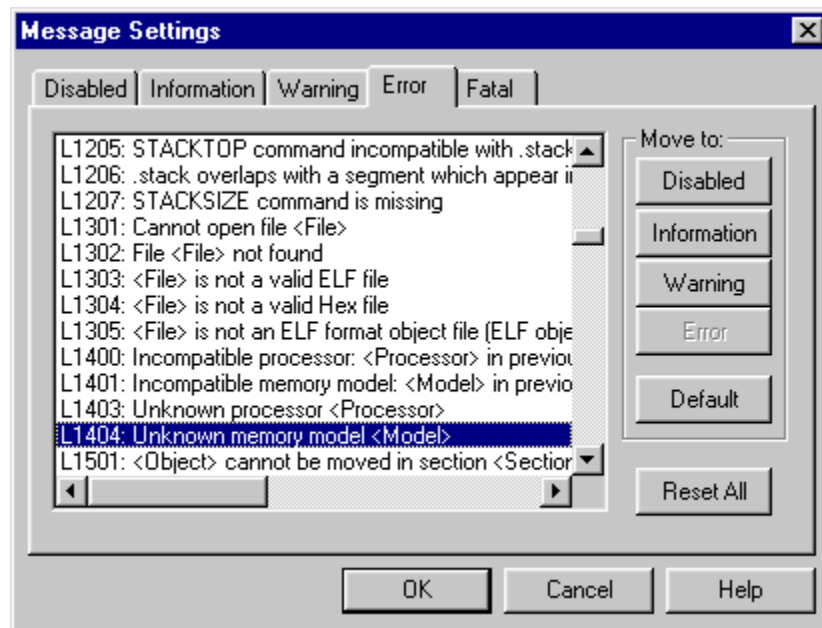 Message Settings
Disabled Information Warning Error Fatal
L1205: STACKTOP command incompatible with .stack
L1206: .stack overlaps with a segment which appear i
L1207: STACKSIZE command is missing
L1301: Cannot open file <File>
L1302: File <File> not found
L1303: <File> is not a valid ELF file
L1304: <File> is not a valid Hex file
L1305: <File> is not an ELF format object file (ELF obje
L1400: Incompatible processor: <Processor> in previou
L1401: Incompatible memory model: <Model> in previo
L1403: Unknown processor <Processor>
L1404: Unknown memory model <Model>
L1501: <Object> cannot be moved in section <Section
Move to:
Disabled
Information
Warning
Error
Default
Reset All
OK Cancel Help